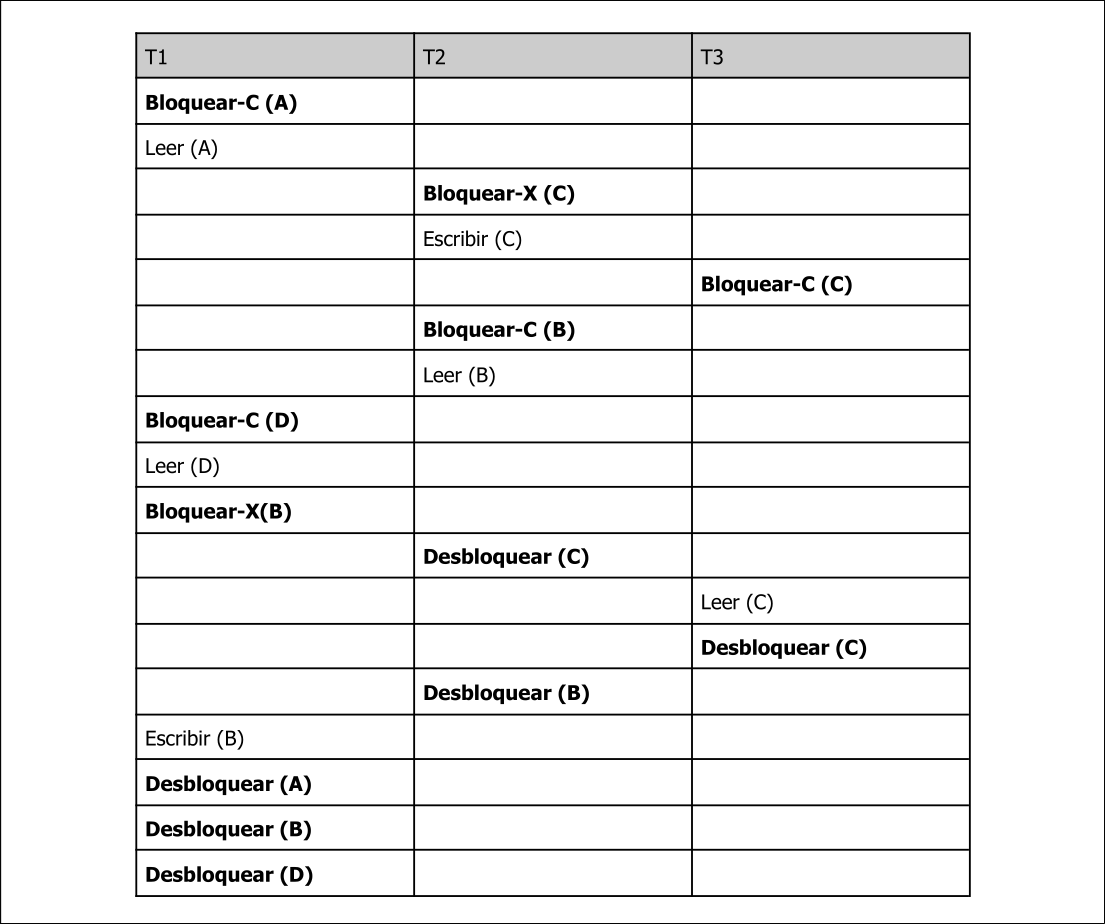 T1 T2 T3
Bloquear-C (A)
Leer (A)
Bloquear-X (C)
Escribir (C)
Bloquear-C (C)
Bloquear-C (B)
Leer (B)
Bloquear-C (D)
Leer (D)
Bloquear-X(B)
Desbloquear (C)
Leer (C)
Desbloquear (C)
Desbloquear (B)
Escribir (B)
Desbloquear (A)
Desbloquear (B)
Desbloquear (D)